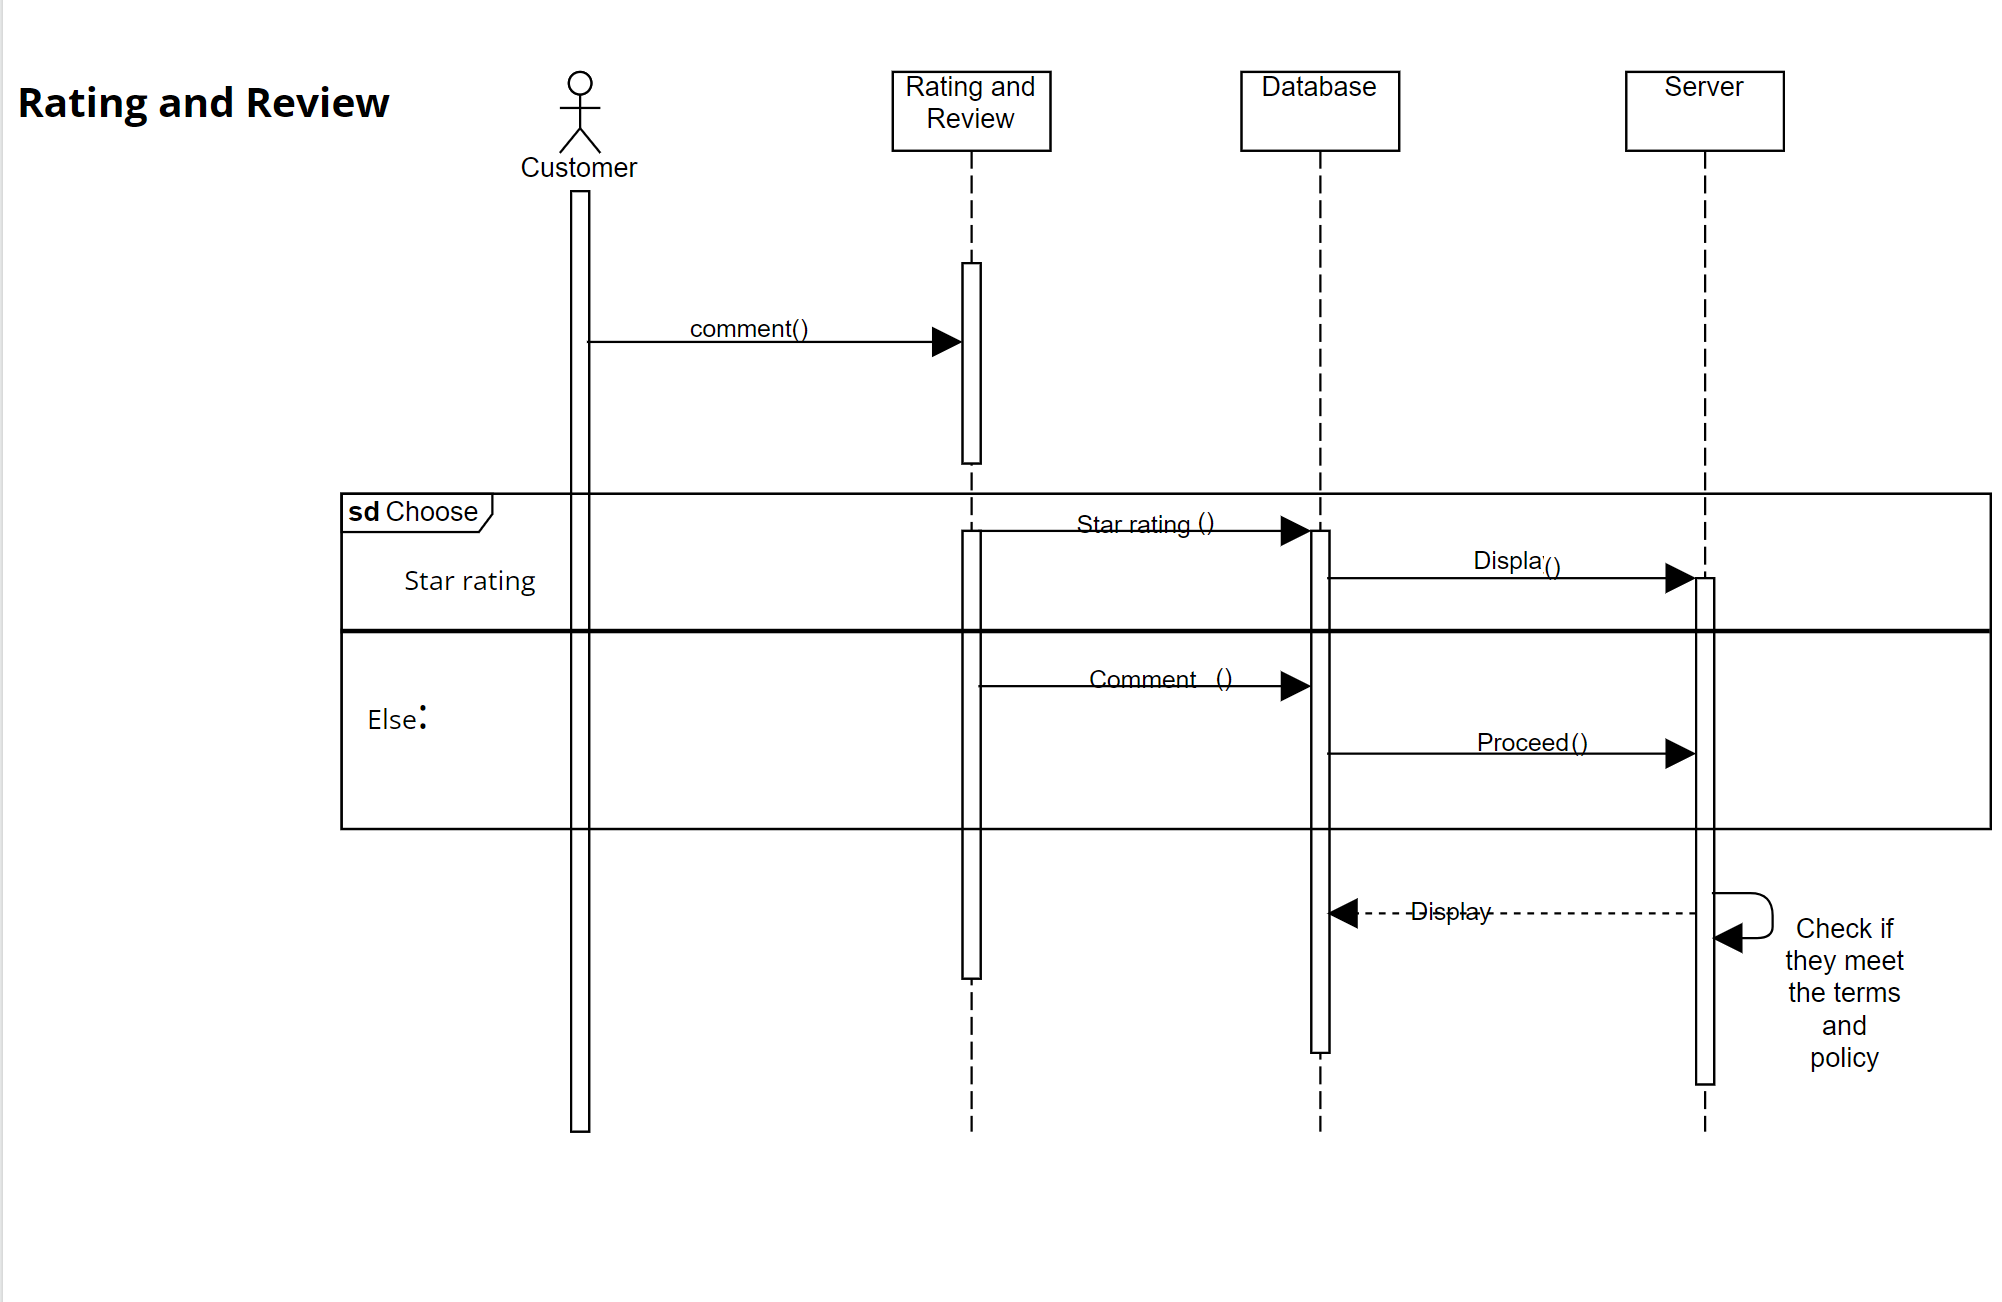 Rating and Review
Customer
Rating and
Review
Database
Server
comment()
sd Choose
Star rating ()
Displa()
Star rating
Comment ()
Else:
Proceed()
Display
Check if
they meet
the terms
and
policy